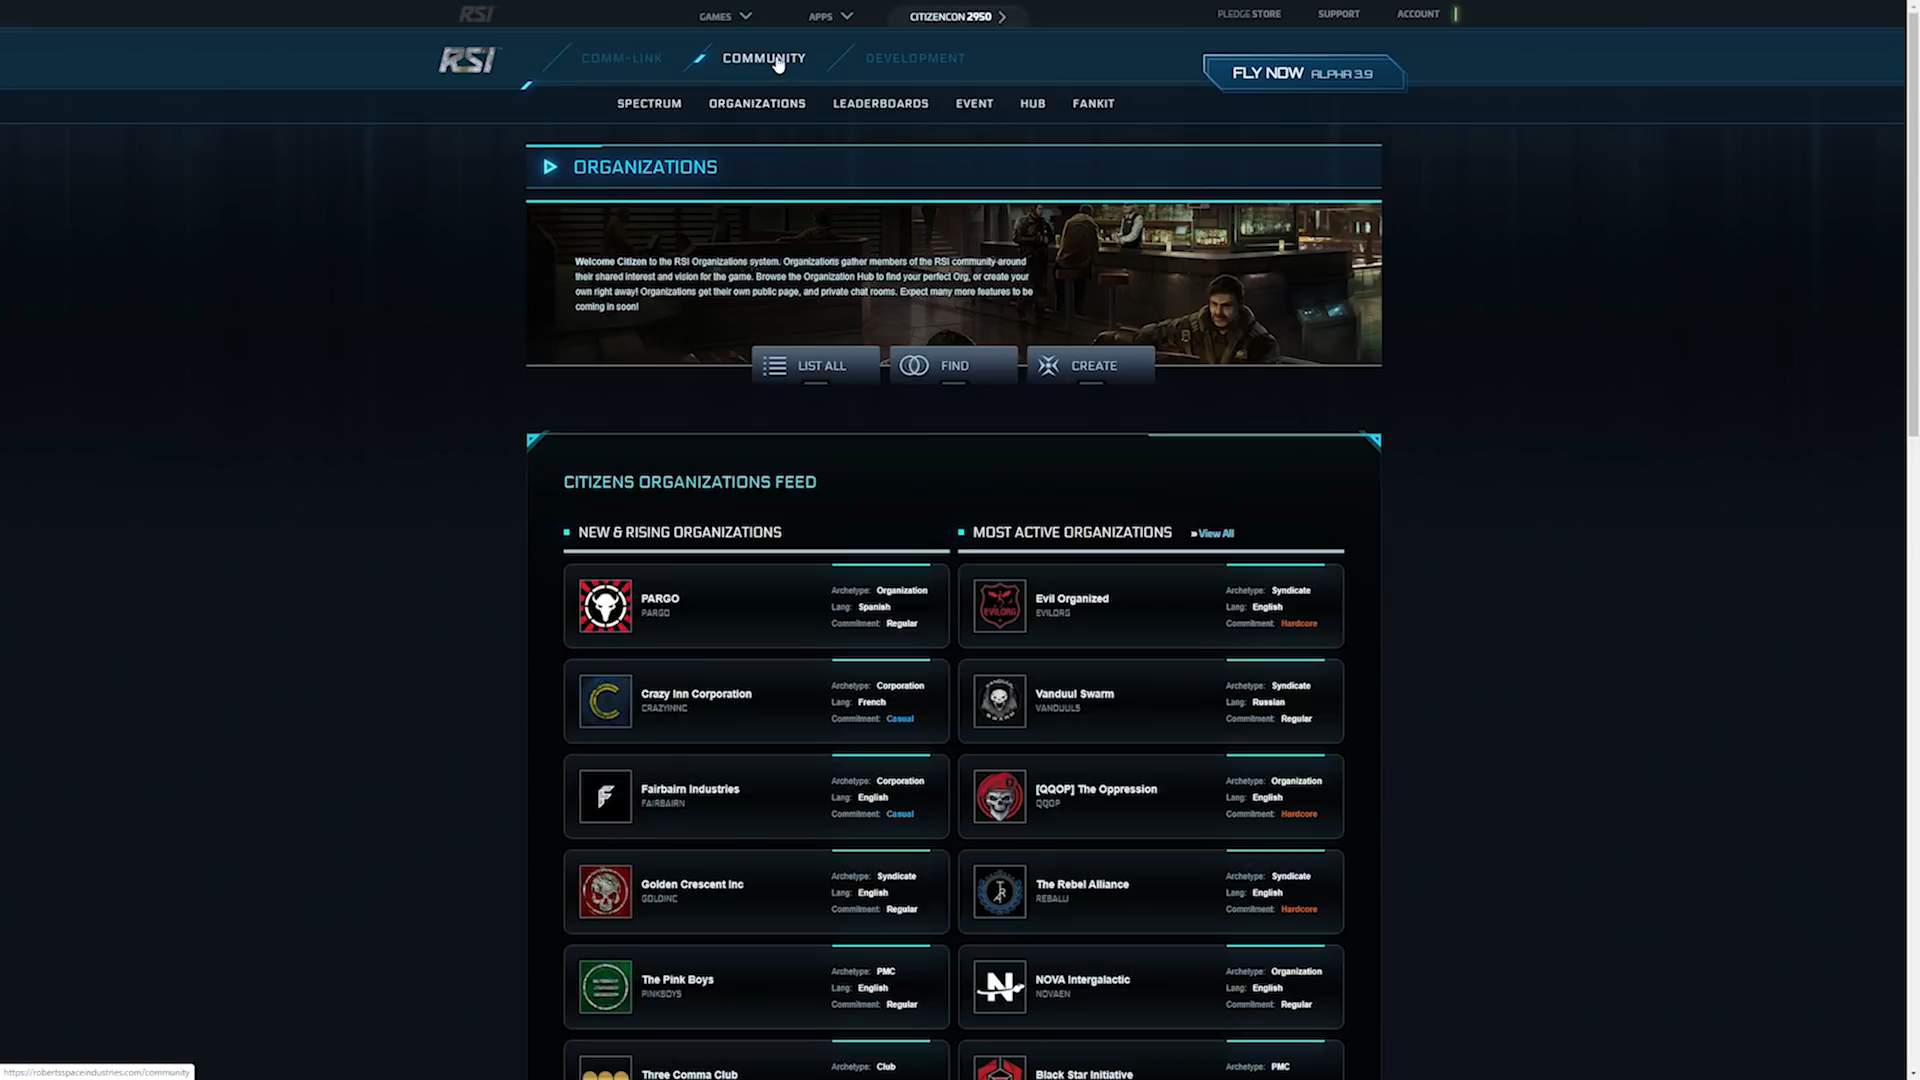 RSI
GAMES
APPS
CITIZENCON 2950
PLEDGE STORE
SUPPORT
ACCOUNT
RSI
COMM-LINK
COMMUNITY
DEVELOPMENT
FLY NOW ALPHA 3.9
SPECTRUM
ORGANIZATIONS
LEADERBOARDS
EVENT
HUB
FANKIT
ORGANIZATIONS
Welcome Citizen to the RSI Organizations system. Organizations gather members of the RSI community around
their shared interest and vision for the game. Browse the Organization Hub to find your perfect Org, or create your
own right away! Organizations get their own public page, and private chat rooms. Expect many more features to be
coming in soon!
LIST ALL
FIND
CREATE
CITIZENS ORGANIZATIONS FEED
NEW & RISING ORGANIZATIONS
PARGO
PARGO
Archetype: Organization
Lang: Spanish
Commitment: Regular
Crazy Inn Corporation
CRAZYINNC
Archetype: Corporation
Lang: French
Commitment: Casual
Fairbairn Industries
FAIRBAIRN
Archetype: Corporation
Lang: English
Commitment: Casual
Golden Crescent Inc
GOLDINC
Archetype: Syndicate
Lang: English
Commitment: Regular
The Pink Boys
PINKBOYS
Archetype: PMC
Lang: English
Commitment: Regular
Three Comma Club
Archetype: Club
MOST ACTIVE ORGANIZATIONS
» View All
EVILORG
Evil Organized
EVILORG
Archetype: Syndicate
Lang: English
Commitment: Hardcore
Vanduul Swarm
VANDUULS
Archetype: Syndicate
Lang: Russian
Commitment: Regular
[QQOP] The Oppression
QQOP
Archetype: Organization
Lang: English
Commitment: Hardcore
The Rebel Alliance
REBALLI
Archetype: Syndicate
Lang: English
Commitment: Hardcore
NOVA Intergalactic
NOVAEN
Archetype: Organization
Lang: English
Commitment: Regular
Black Star Initiative
Archetype: PMC
https://robertsspaceindustries.com/community